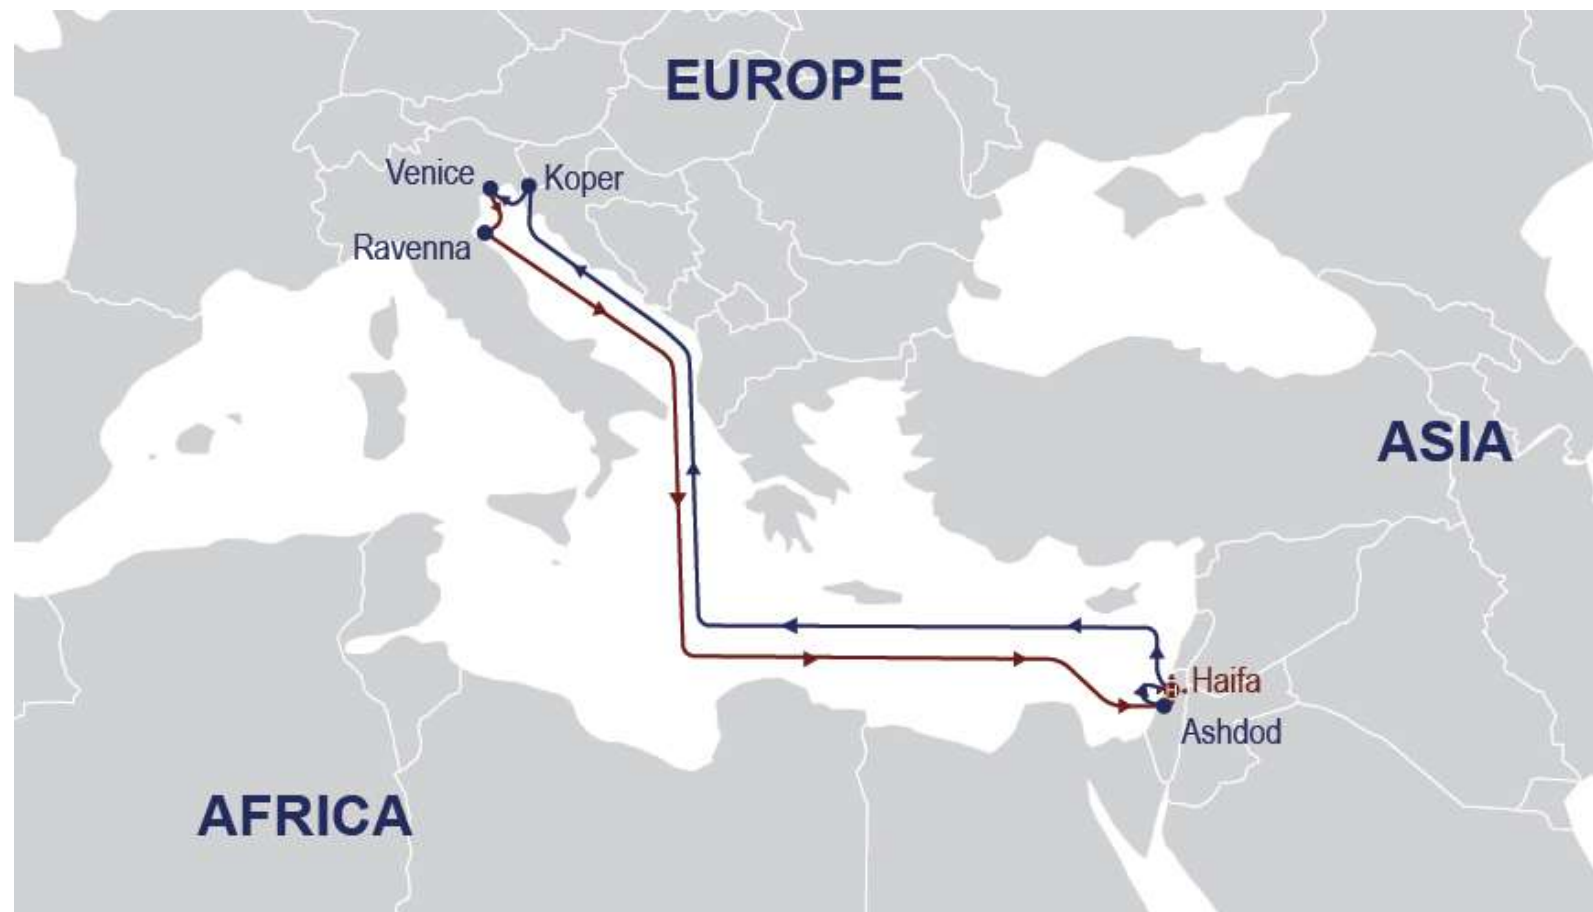 EUROPE
Venice
Koper
Ravenna
ASIA
Haifa
Ashdod
AFRICA